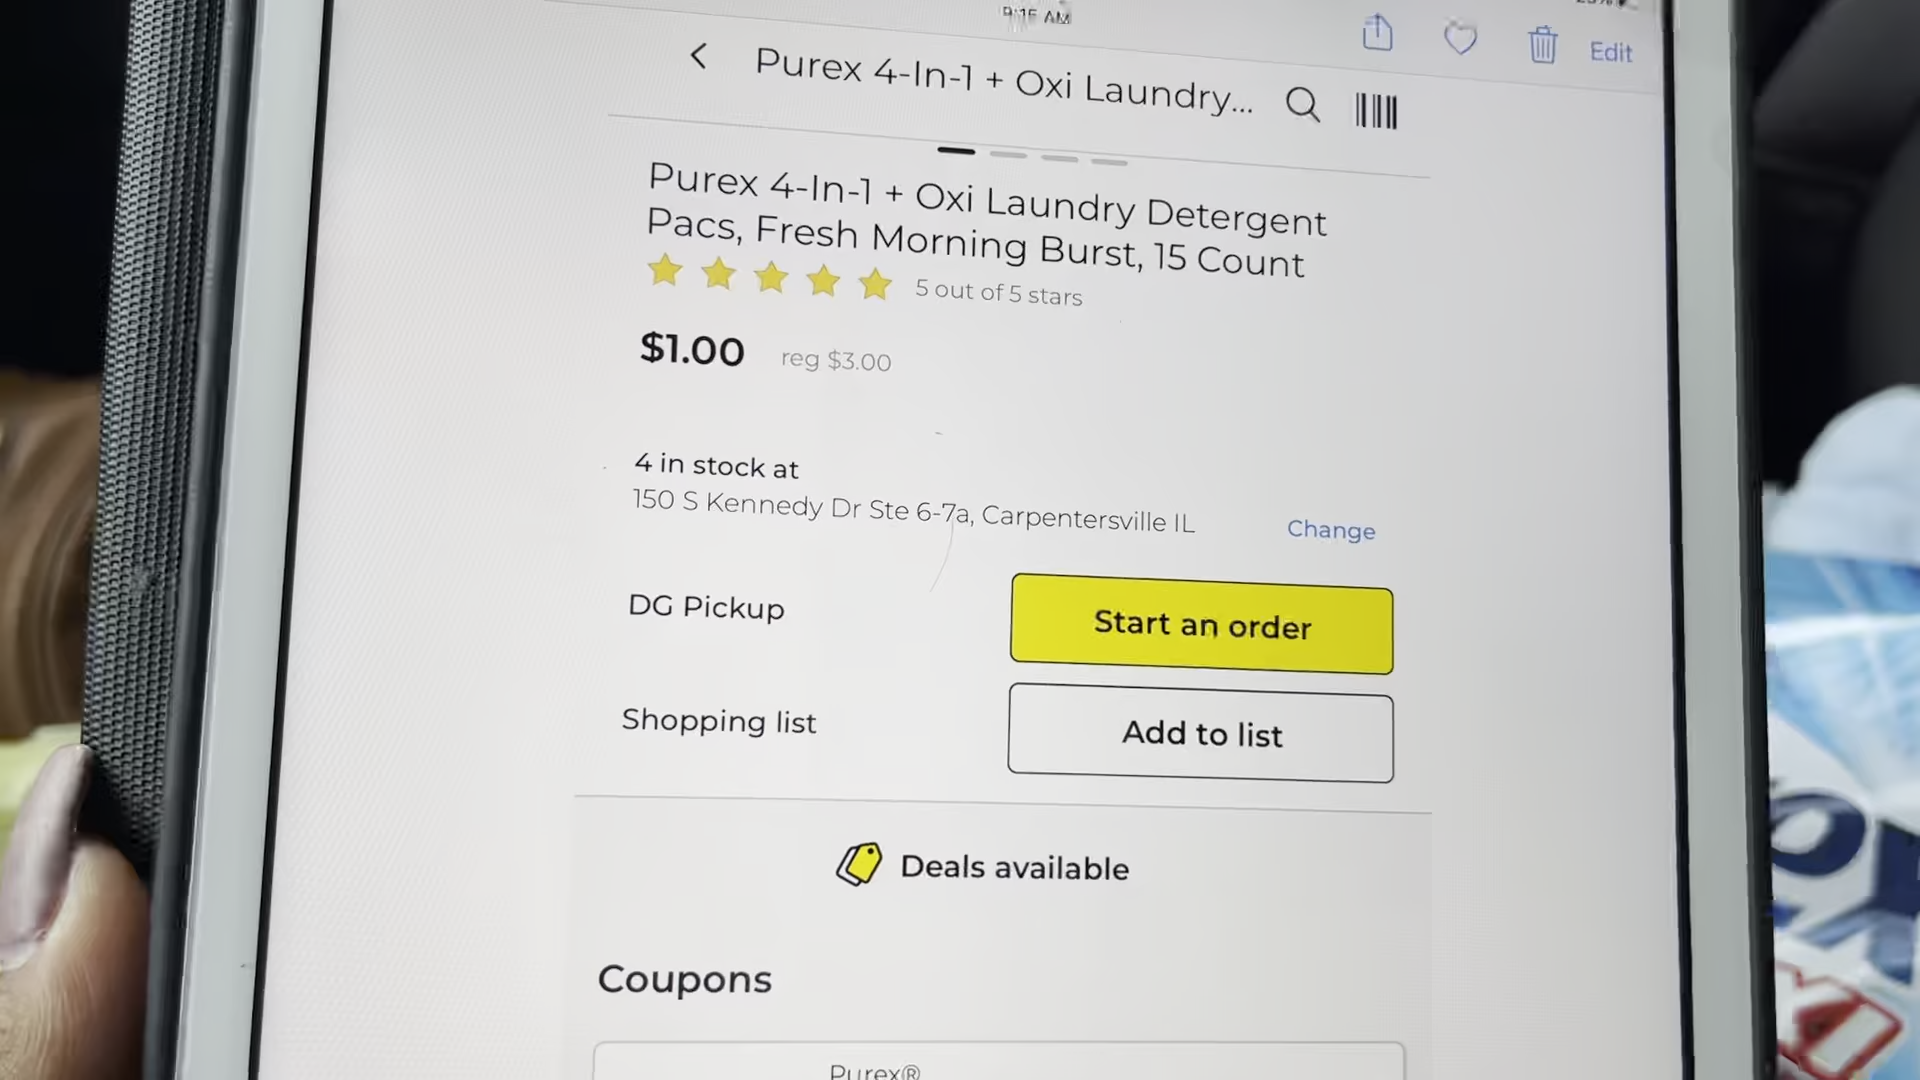 9:15 AM
Edit
Purex 4-In-1 + Oxi Laundry...
Purex 4-In-1 + Oxi Laundry Detergent
Pacs, Fresh Morning Burst, 15 Count
5 out of 5 stars
$1.00 reg $3.00
4 in stock at
150 S Kennedy Dr Ste 6-7a, Carpentersville IL
Change
DG Pickup
Start an order
Shopping list
Add to list
Deals available
Coupons
Purex®